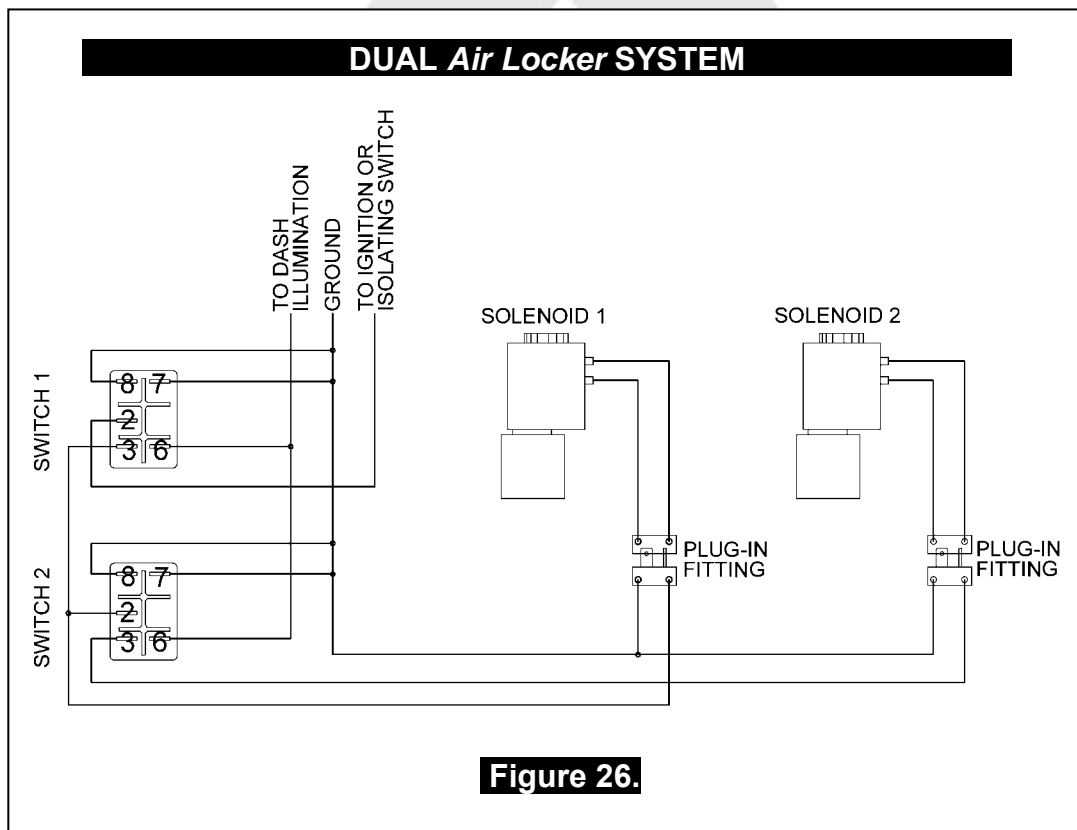 DUAL Air Locker SYSTEM
TO DASH
ILLUMINATION
GROUND
TO IGNITION OR
ISOLATING SWITCH
SOLENOID 1
SOLENOID 2
SWITCH 1
8 7
2
3 6
SWITCH 2
8 7
2
3 6
PLUG-IN
FITTING
PLUG-IN
FITTING
Figure 26.